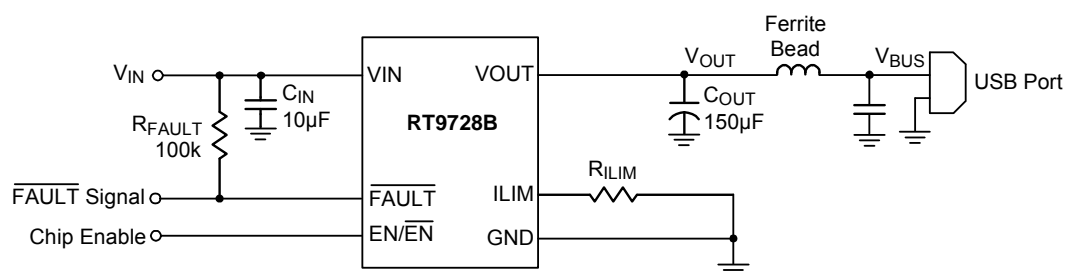 Ferrite
Bead
VIN
VIN
VOUT
VOUT
VBUS
USB Port
CIN
10µF
COUT
150µF
RFAULT
100k
RT9728B
RILIM
FAULT Signal
FAULT
ILIM
Chip Enable
EN/EN
GND